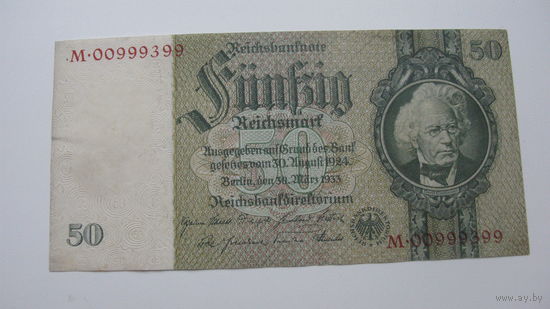 M·00999399
Reichsbanknote
50
Fünfzig
Reichsmark
50
Ausgegeben auf Grund des Bank
gesetzes vom 30. August 1924
Berlin, den 30. März 1933
Reichsbankdirektorium
50
M·00999399
www.ay.by